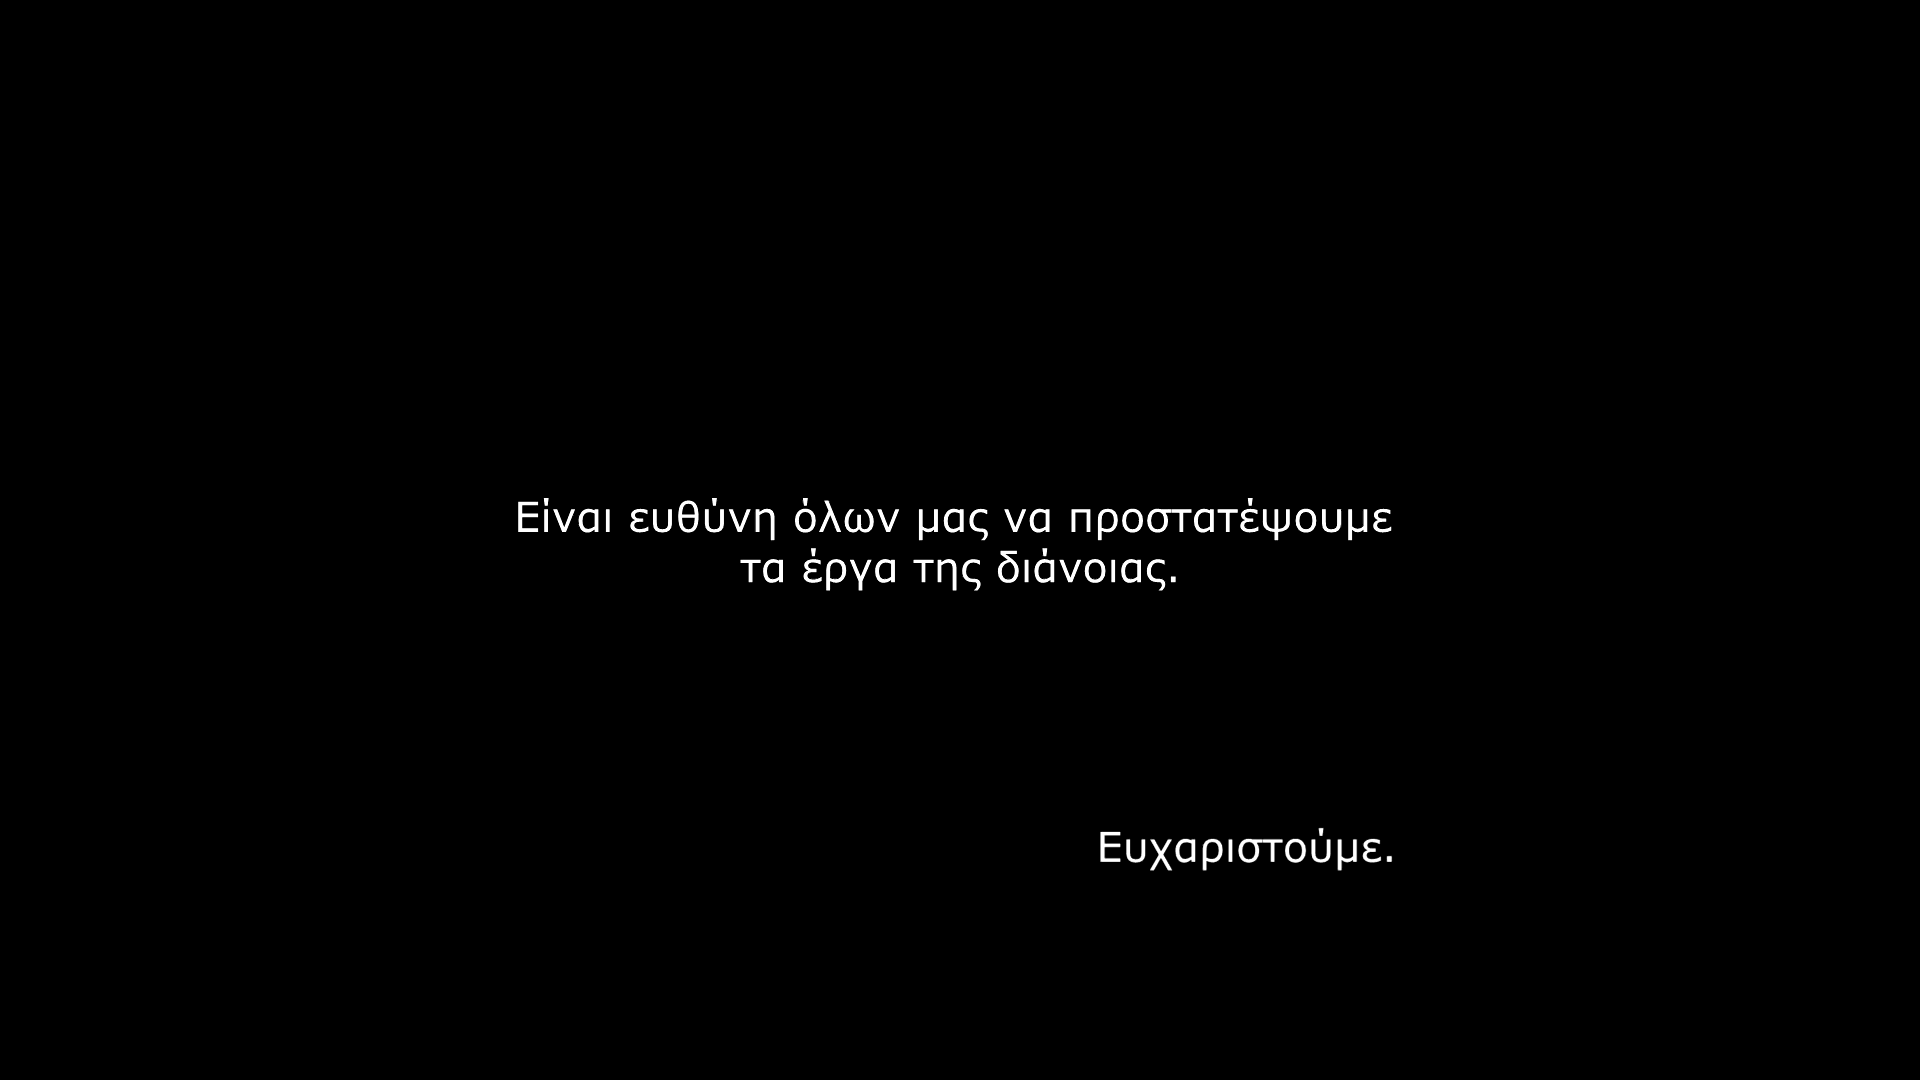 Είναι ευθύνη όλων μας να προστατέψουμε
τα έργα της διάνοιας.
Ευχαριστούμε.